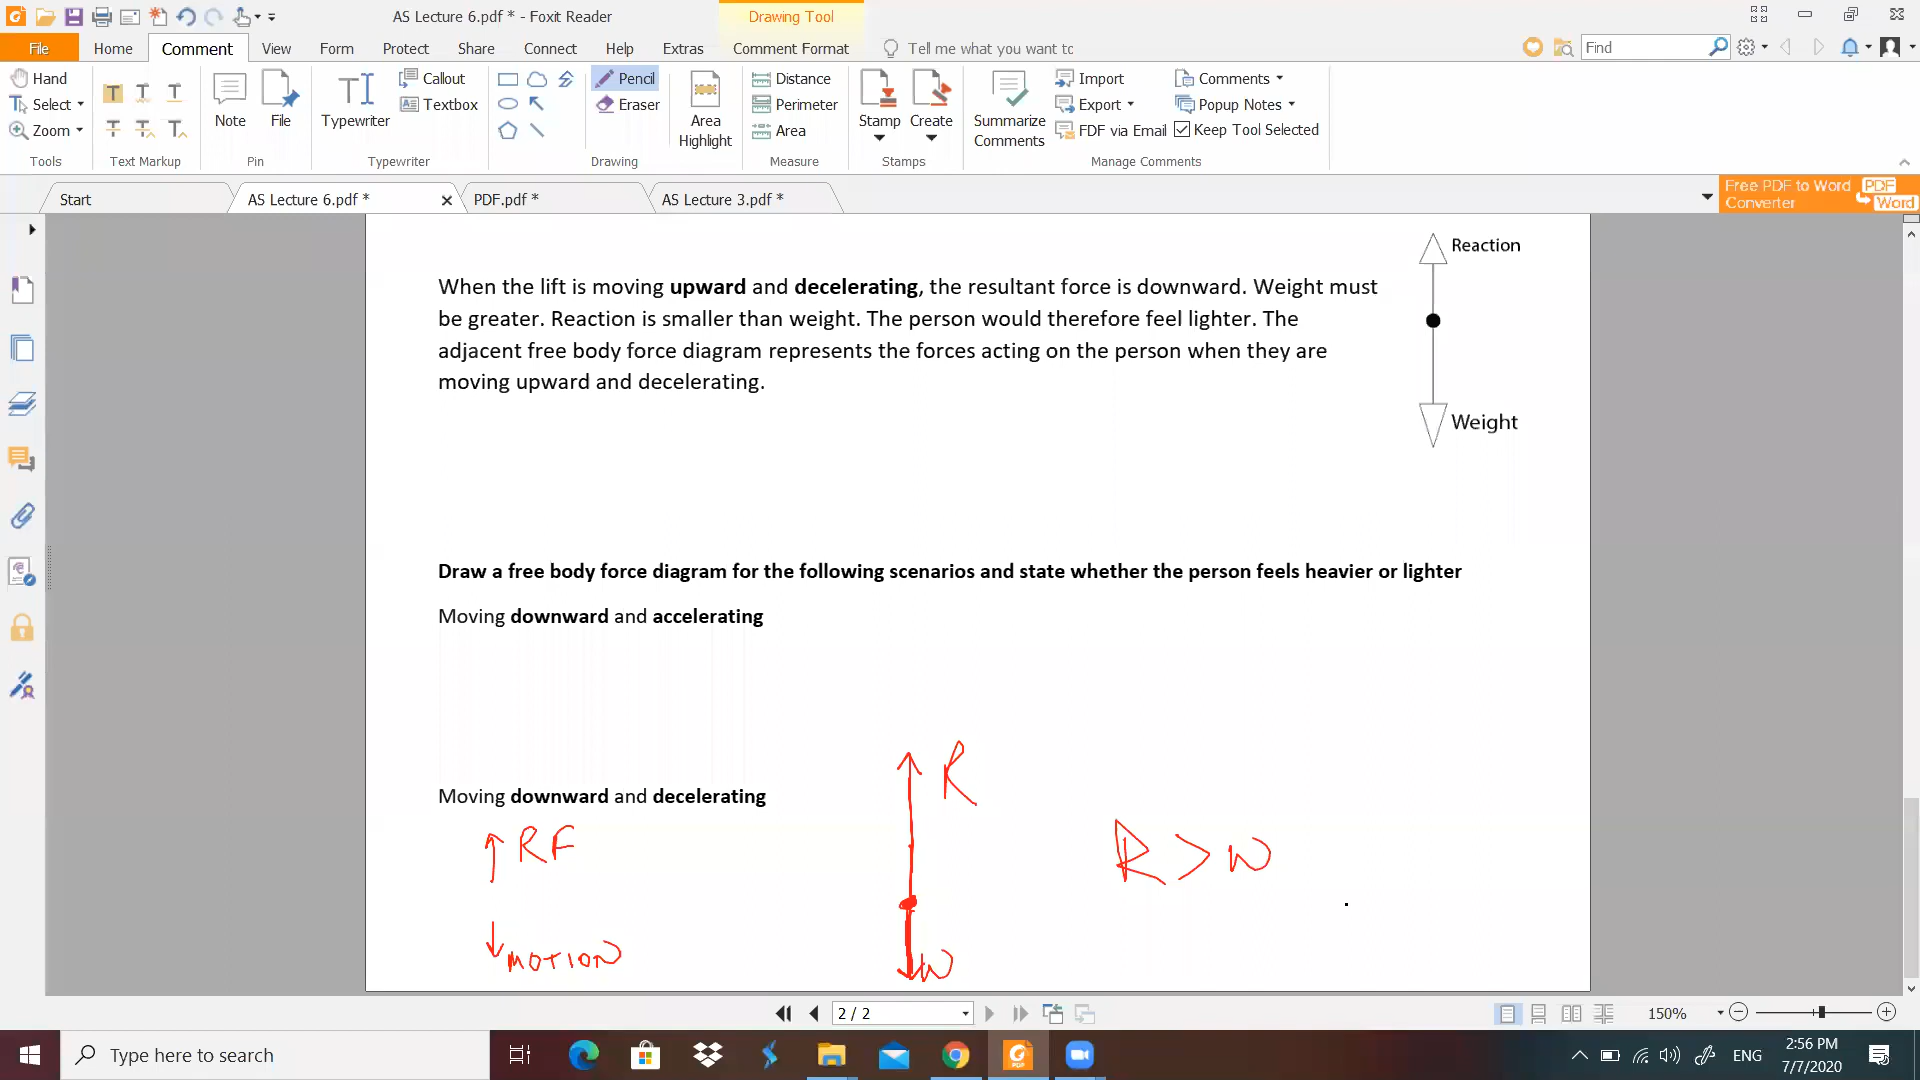 AS Lecture 6.pdf * - Foxit Reader
Drawing Tool
File Home Comment View Form Protect Share Connect Help Extras Comment Format Tell me what you want to Find
Hand
Select
Zoom
Tools
T T T
T T T
Text Markup
Note File
Pin
Typewriter
Callout
Textbox
Typewriter
Pencil
Eraser
Area Highlight
Drawing
Distance
Perimeter
Area
Measure
Stamp Create
Stamps
Summarize Comments
Import
Export
FDF via Email
Comments
Popup Notes
Keep Tool Selected
Manage Comments
Start AS Lecture 6.pdf * PDF.pdf * AS Lecture 3.pdf *
Free PDF to Word Converter
PDF Word
Reaction
When the lift is moving upward and decelerating, the resultant force is downward. Weight must
be greater. Reaction is smaller than weight. The person would therefore feel lighter. The
adjacent free body force diagram represents the forces acting on the person when they are
moving upward and decelerating.
Weight
Draw a free body force diagram for the following scenarios and state whether the person feels heavier or lighter
Moving downward and accelerating
R
Moving downward and decelerating
RF
R > W
MOTION
W
2 / 2
150%
Type here to search
PDF
ENG
2:56 PM
7/7/2020